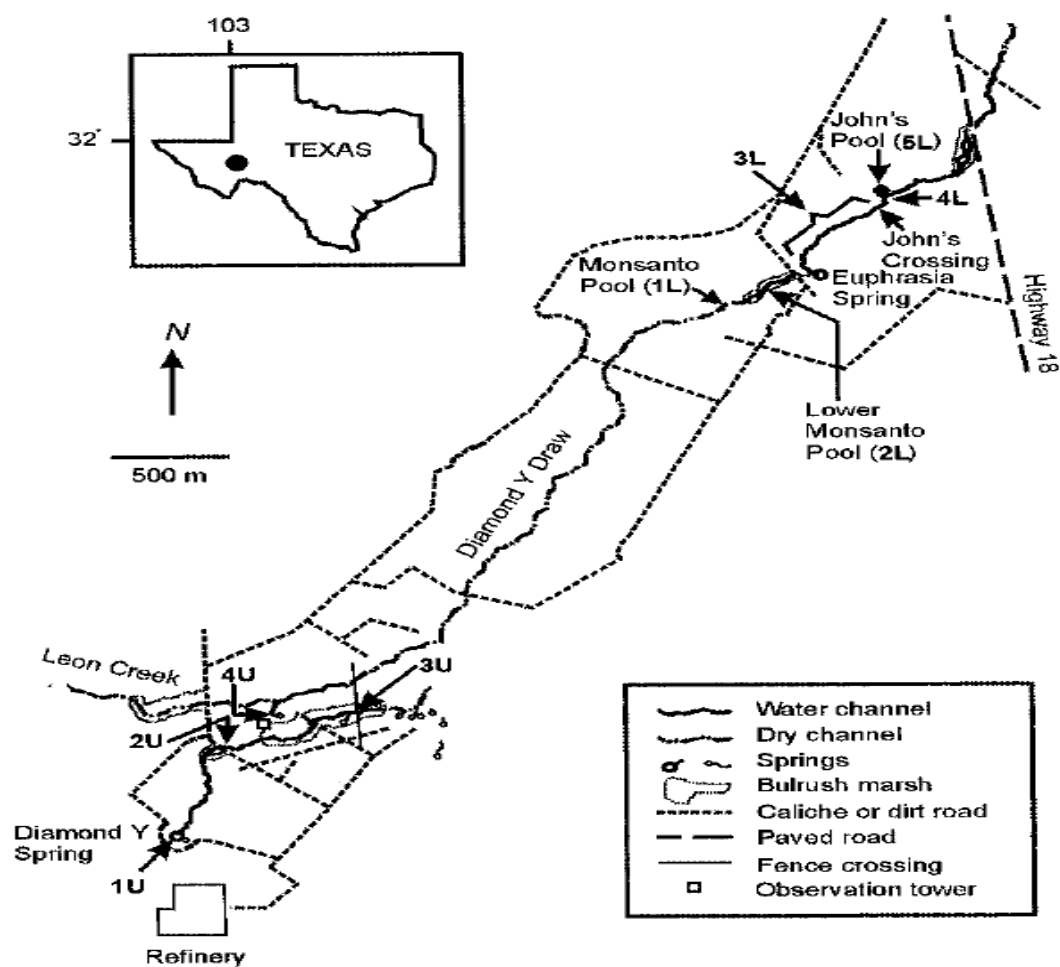 103
32′
TEXAS
John's
Pool (5L)
3L
4L
John's
Crossing
Monsanto
Pool (1L)
Euphrasia
Spring
Highway 18
N
Lower
Monsanto
Pool (2L)
500 m
Diamond Y Draw
Leon Creek
4U
3U
2U
Diamond Y
Spring
1U
Refinery
Water channel
Dry channel
Springs
Bulrush marsh
Caliche or dirt road
Paved road
Fence crossing
Observation tower